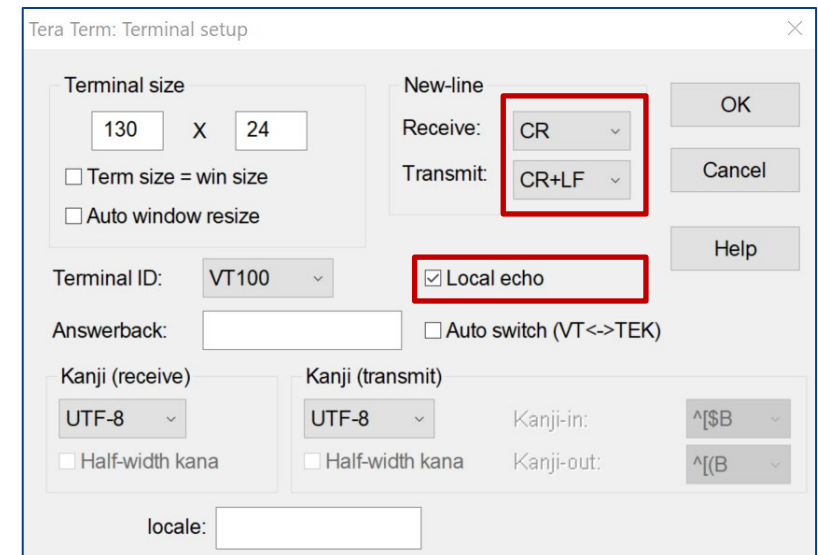 Tera Term: Terminal setup
Terminal size
130 X 24
Term size = win size
Auto window resize
New-line
Receive: CR
Transmit: CR+LF
OK
Cancel
Help
Terminal ID: VT100
Local echo
Answerback:
Auto switch (VT<->TEK)
Kanji (receive)
UTF-8
Half-width kana
Kanji (transmit)
UTF-8
Half-width kana
Kanji-in: ^[$B
Kanji-out: ^[(B
locale: